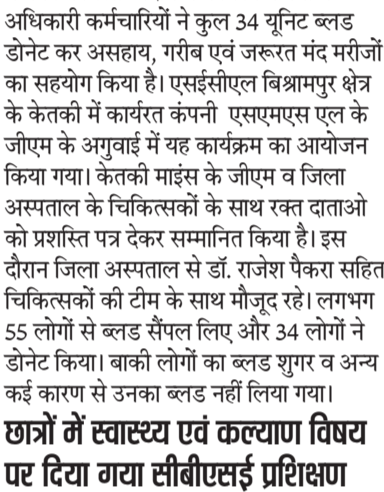 अधिकारी कर्मचारियों ने कुल 34 यूनिट ब्लड
डोनेट कर असहाय, गरीब एवं जरूरत मंद मरीजों
का सहयोग किया है। एसईसीएल बिश्रामपुर क्षेत्र
के केतकी में कार्यरत कंपनी एसएमएस एल के
जीएम के अगुवाई में यह कार्यक्रम का आयोजन
किया गया। केतकी माइंस के जीएम व जिला
अस्पताल के चिकित्सकों के साथ रक्त दाताओ
को प्रशस्ति पत्र देकर सम्मानित किया है। इस
दौरान जिला अस्पताल से डॉ. राजेश पैकरा सहित
चिकित्सकों की टीम के साथ मौजूद रहे। लगभग
55 लोगों से ब्लड सैंपल लिए और 34 लोगों ने
डोनेट किया। बाकी लोगों का ब्लड शुगर व अन्य
कई कारण से उनका ब्लड नहीं लिया गया।
छात्रों में स्वास्थ्य एवं कल्याण विषय
पर दिया गया सीबीएसई प्रशिक्षण